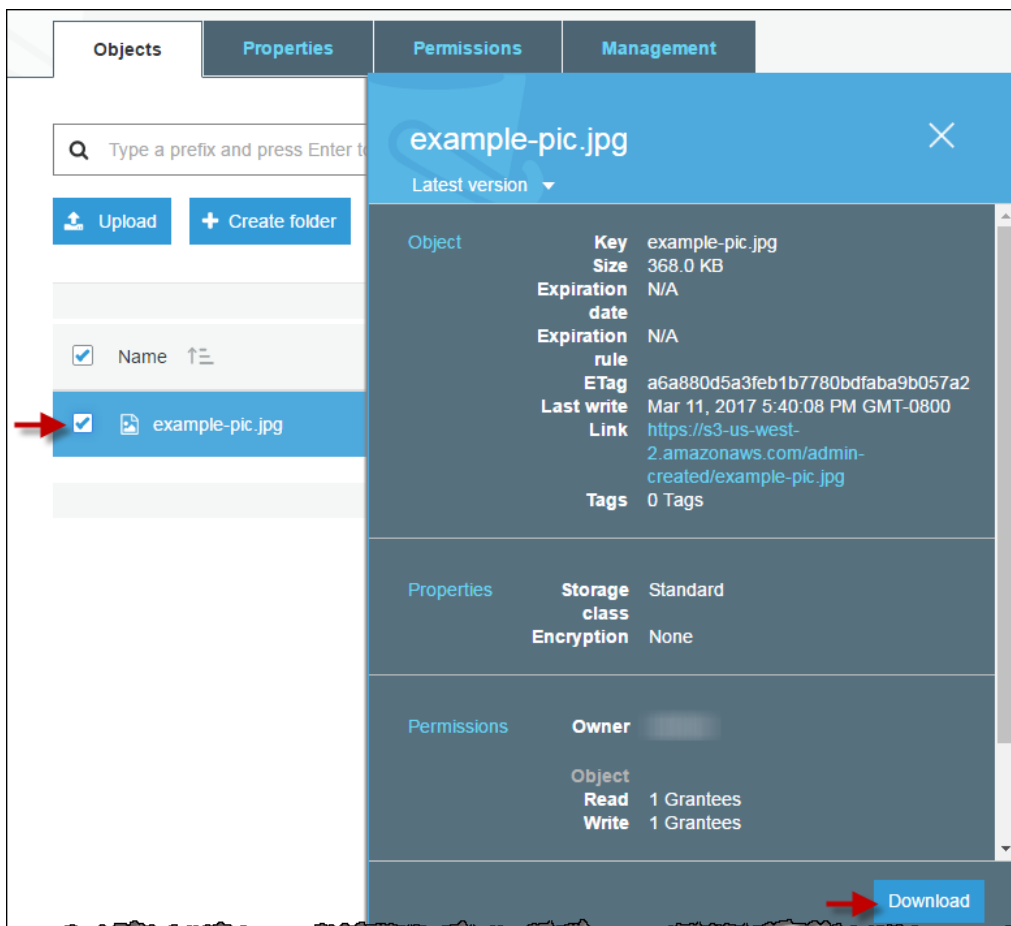 Objects
Properties
Permissions
Management
Type a prefix and press Enter to
Upload
Create folder
Name
example-pic.jpg
example-pic.jpg
Latest version
Object
Key example-pic.jpg
Size 368.0 KB
Expiration N/A
date
Expiration N/A
rule
ETag a6a880d5a3feb1b7780bdfaba9b057a2
Last write Mar 11, 2017 5:40:08 PM GMT-0800
Link https://s3-us-west-
2.amazonaws.com/admin-
created/example-pic.jpg
Tags 0 Tags
Properties
Storage Standard
class
Encryption None
Permissions
Owner
Object
Read 1 Grantees
Write 1 Grantees
Download